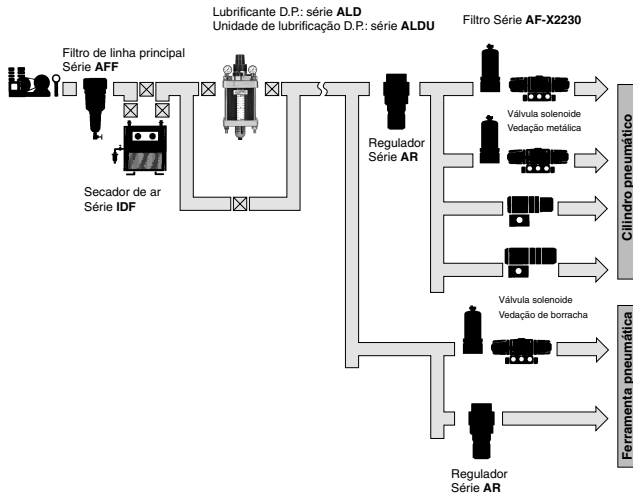 Lubrificante D.P.: série ALD
Unidade de lubrificação D.P.: série ALDU
Filtro Série AF-X2230
Filtro de linha principal
Série AFF
Secador de ar
Série IDF
Regulador
Série AR
Válvula solenoide
Vedação metálica
Cilindro pneumático
Válvula solenoide
Vedação de borracha
Ferramenta pneumática
Regulador
Série AR